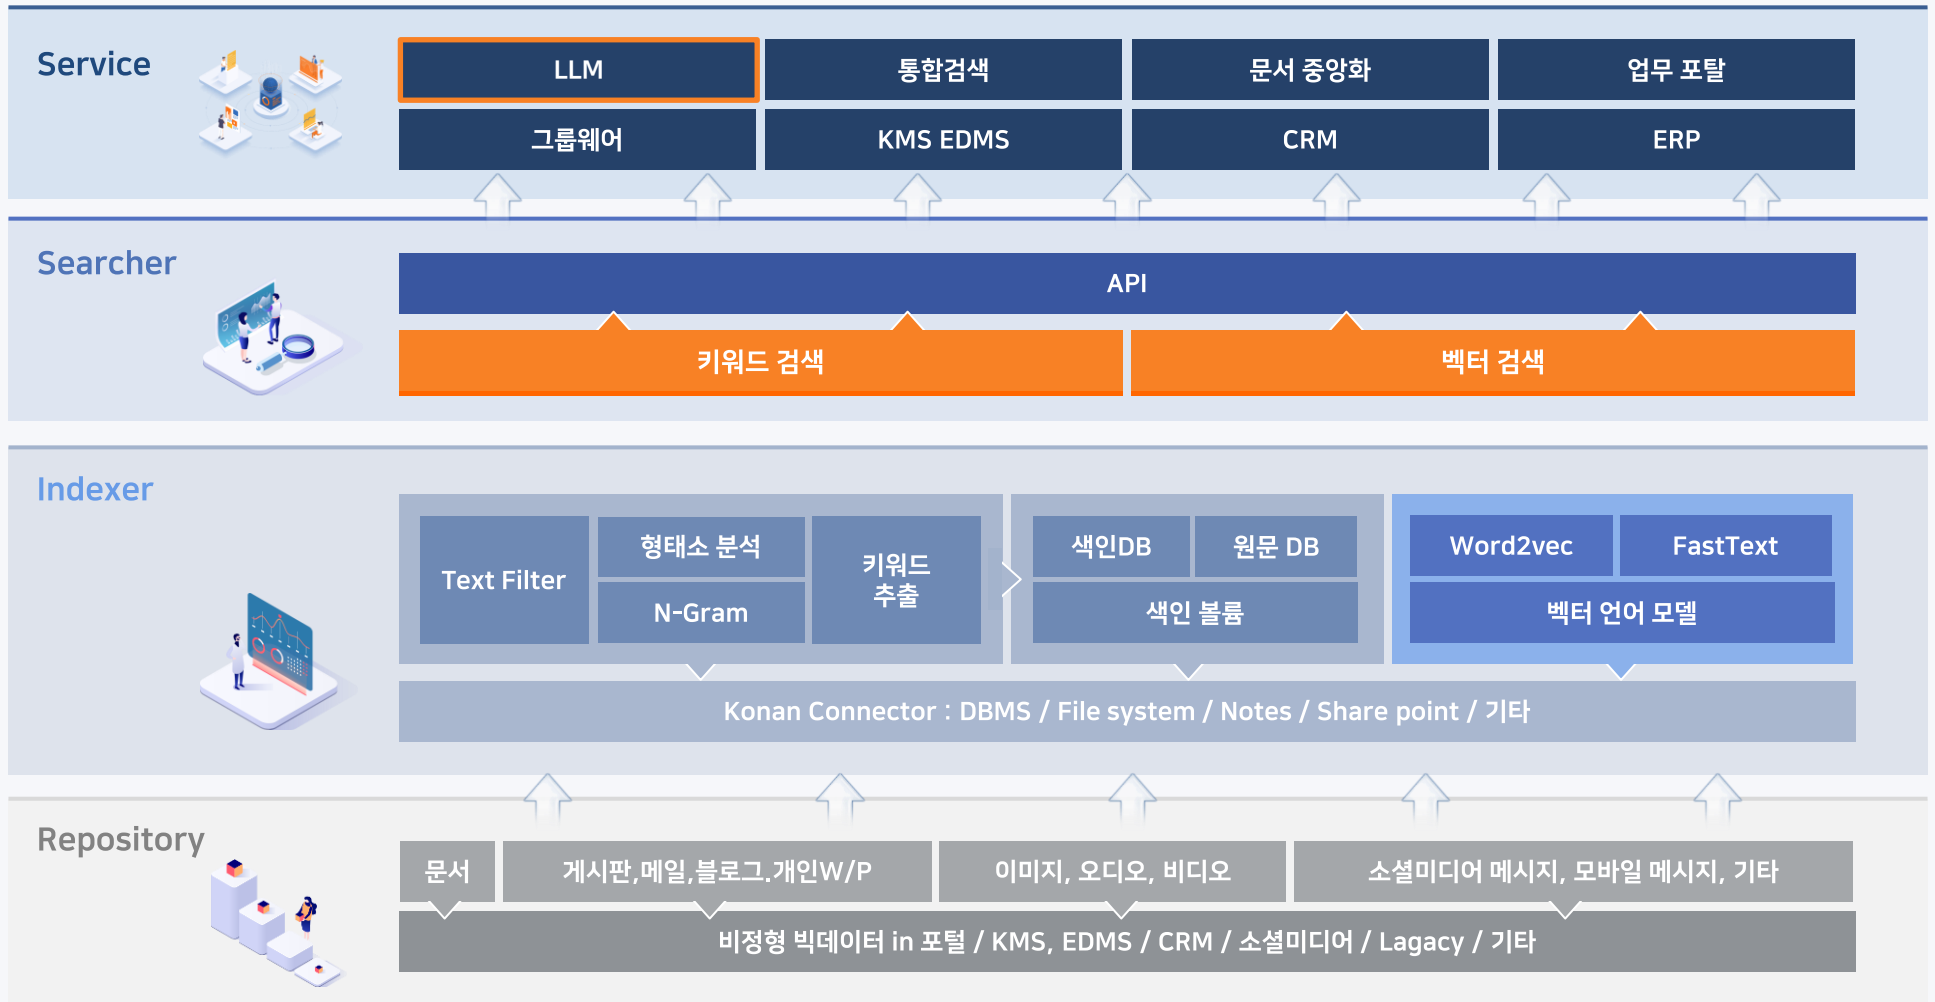 Service
LLM
통합검색
문서 중앙화
업무 포탈
그룹웨어
KMS EDMS
CRM
ERP
Searcher
API
키워드 검색
벡터 검색
Indexer
Text Filter
형태소 분석
N-Gram
키워드
추출
색인DB
원문 DB
색인 볼륨
Word2vec
FastText
벡터 언어 모델
Konan Connector : DBMS / File system / Notes / Share point / 기타
Repository
문서
게시판,메일,블로그.개인W/P
이미지, 오디오, 비디오
소셜미디어 메시지, 모바일 메시지, 기타
비정형 빅데이터 in 포털 / KMS, EDMS / CRM / 소셜미디어 / Lagacy / 기타